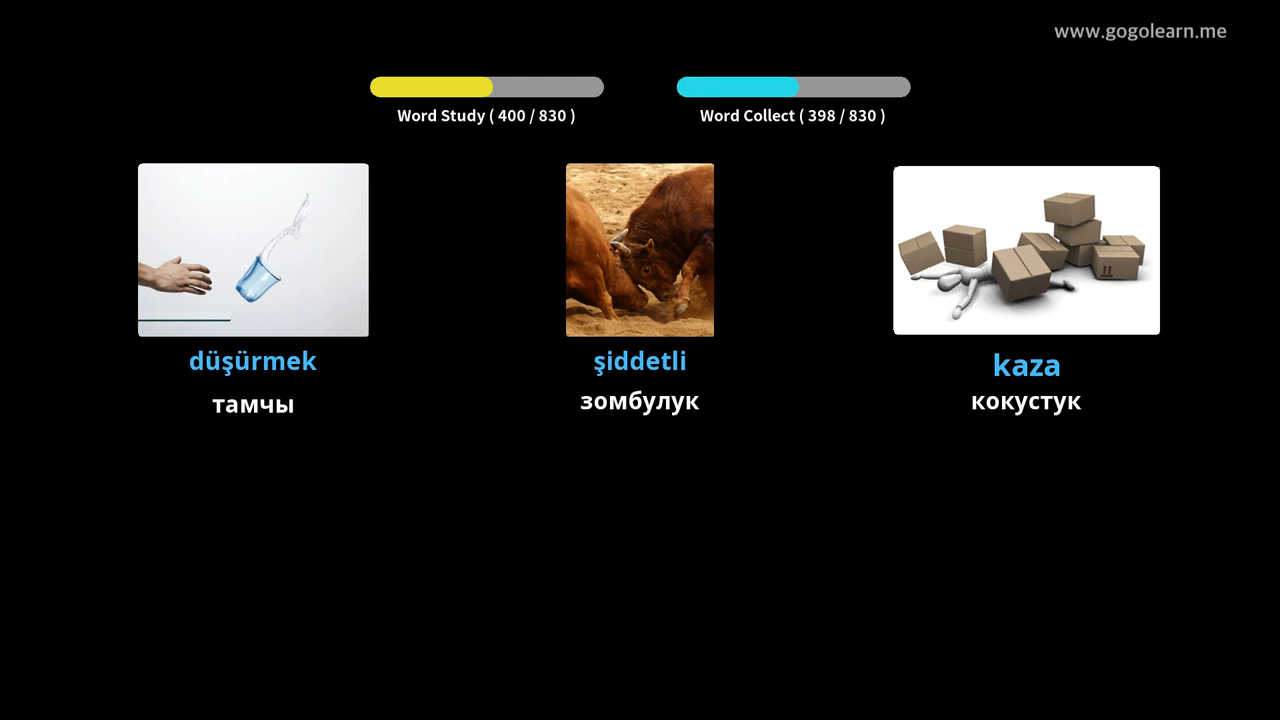 www.gogolearn.me
Word Study ( 400 / 830 )
Word Collect ( 398 / 830 )
düşürmek
şiddetli
kaza
тамчы
зомбулук
кокустук